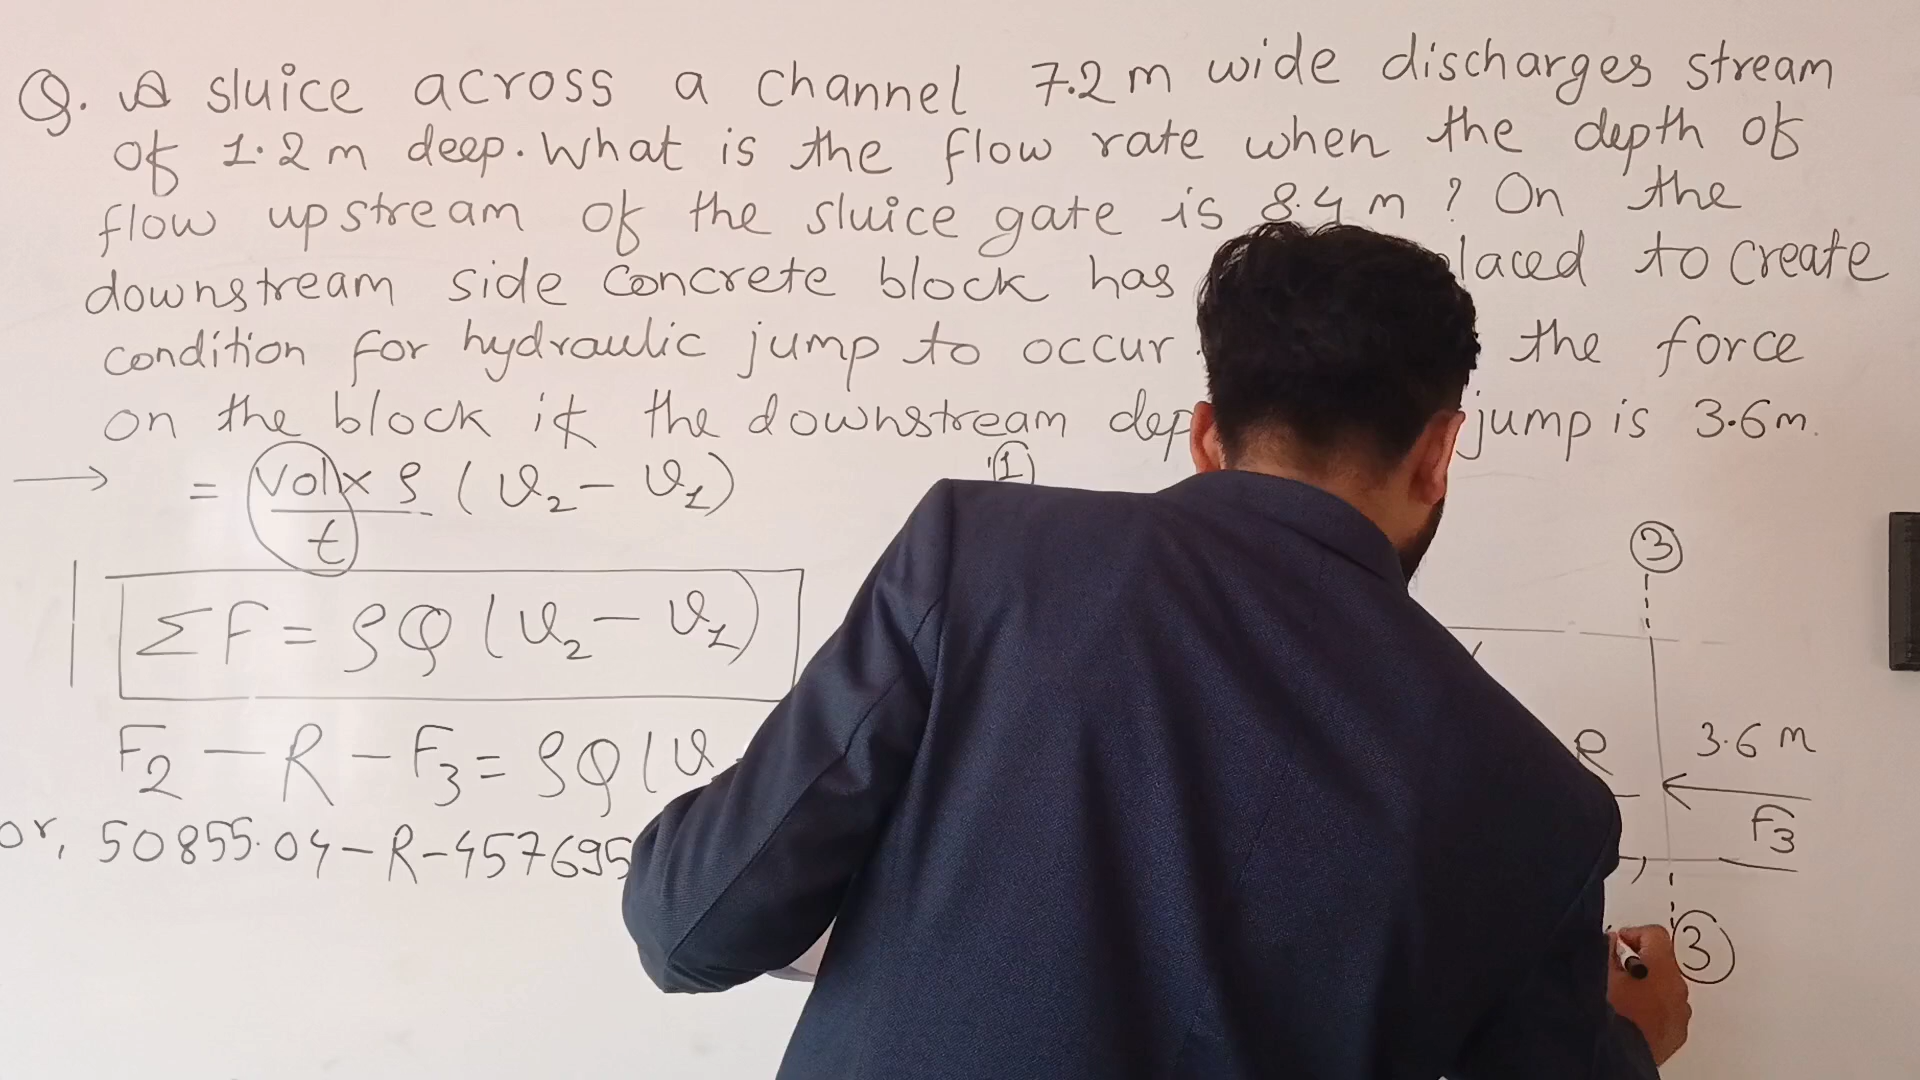 Q. A sluice across a channel 7.2 m wide discharges stream
of 1.2 m deep. What is the flow rate when the depth of
flow upstream of the sluice gate is 8.4 m ? On the
downstream side concrete block has laced to create
condition for hydraulic jump to occur. the force
on the block if the downstream dep jump is 3.6m.
→ = Vol × ρ / t ( v₂ − v₁ )
ΣF = ρQ ( v₂ − v₁ )
F₂ − R − F₃ = ρQ ( v
or, 50855.04 − R − 457695
(1)
(3)
R
3.6 m
F₃
(3)